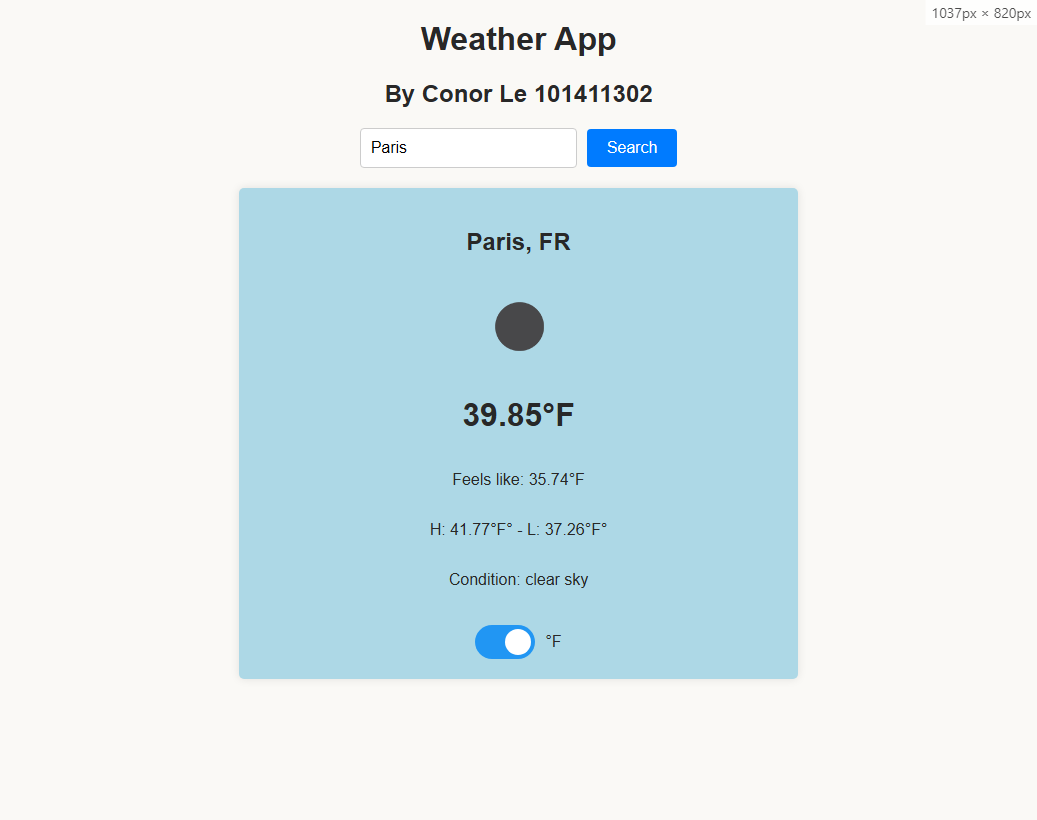 1037px × 820px
Weather App
By Conor Le 101411302
Paris
Search
Paris, FR
39.85°F
Feels like: 35.74°F
H: 41.77°F° - L: 37.26°F°
Condition: clear sky
°F